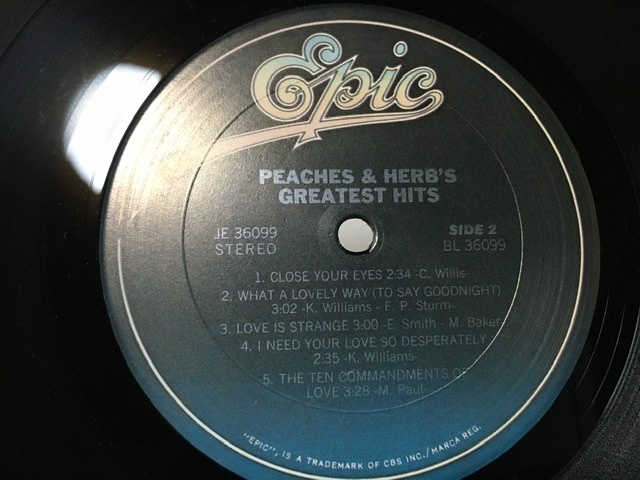 Epic
PEACHES & HERB'S
GREATEST HITS
JE 36099
STEREO
SIDE 2
BL 36099
1. CLOSE YOUR EYES 2:34 -C. Willis-
2. WHAT A LOVELY WAY (TO SAY GOODNIGHT)
3:02 -K. Williams - F. P. Sturm-
3. LOVE IS STRANGE 3:00 -E. Smith - M. Baker-
4. I NEED YOUR LOVE SO DESPERATELY
2:35 -K. Williams-
5. THE TEN COMMANDMENTS OF
LOVE 3:28 -M. Paul-
"EPIC", IS A TRADEMARK OF CBS INC./MARCA REG.